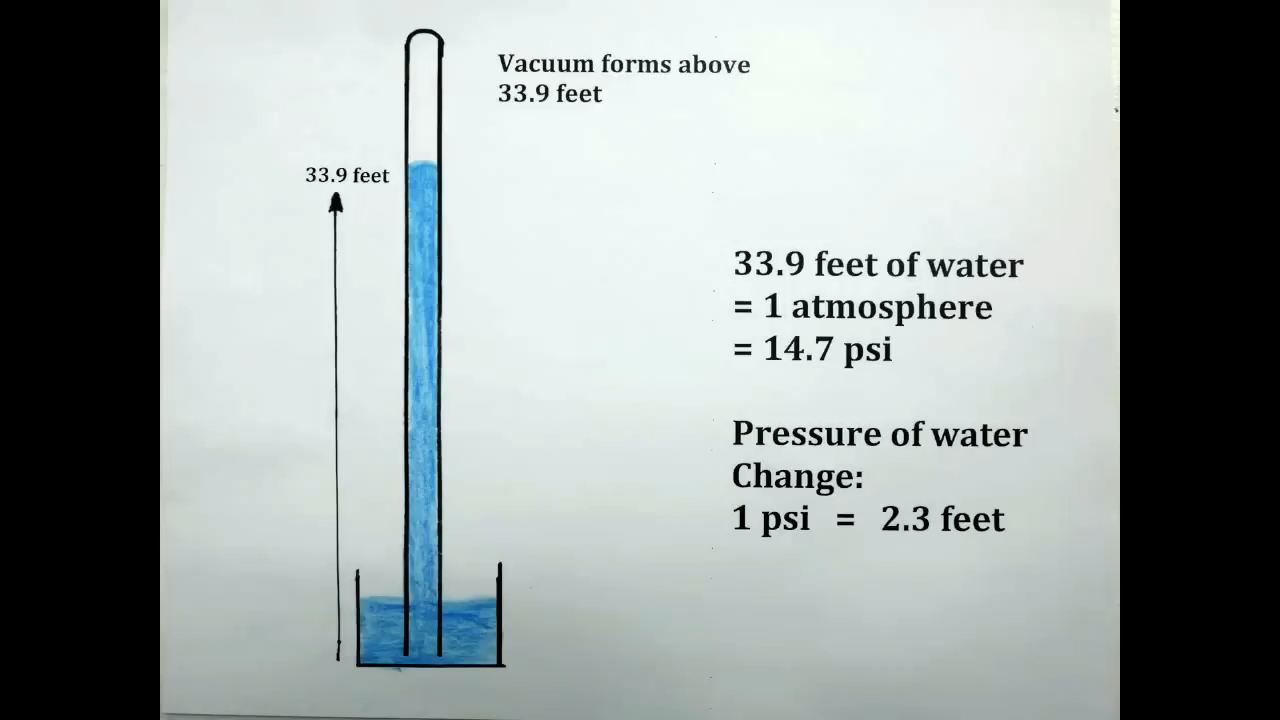 Vacuum forms above
33.9 feet
33.9 feet
33.9 feet of water
= 1 atmosphere
= 14.7 psi
Pressure of water
Change:
1 psi = 2.3 feet